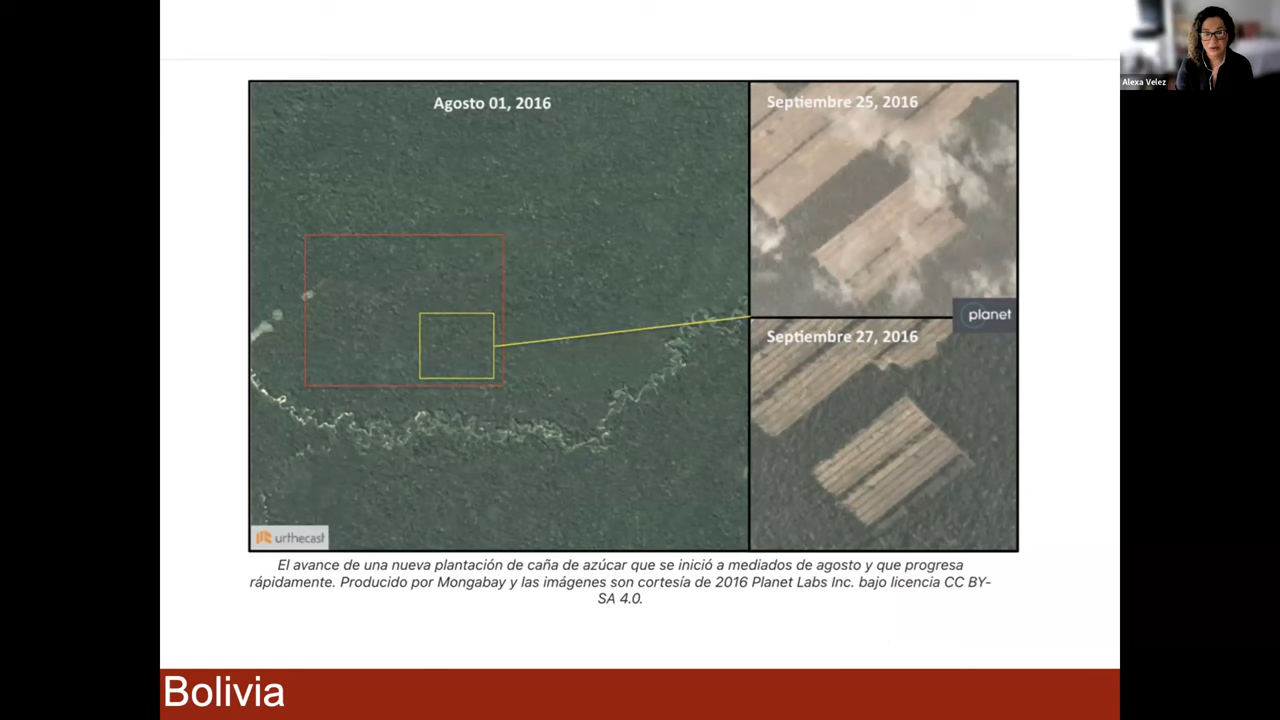 Alexa Velez
Agosto 01, 2016
Septiembre 25, 2016
planet
Septiembre 27, 2016
urthecast
El avance de una nueva plantación de caña de azúcar que se inició a mediados de agosto y que progresa
rápidamente. Producido por Mongabay y las imágenes son cortesía de 2016 Planet Labs Inc. bajo licencia CC BY-
SA 4.0.
Bolivia